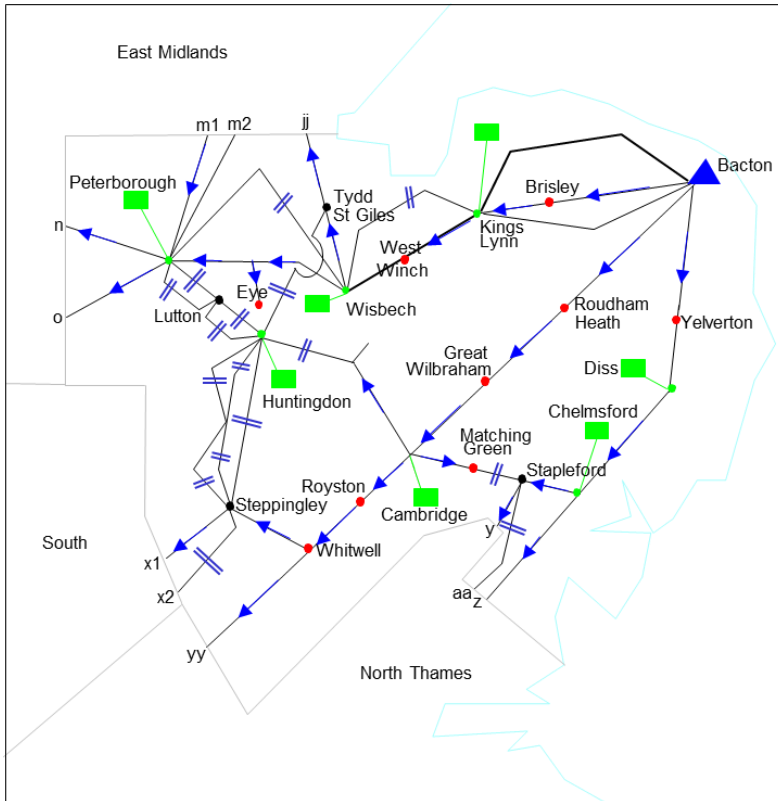 East Midlands
m1
m2
jj
Peterborough
Bacton
Brisley
Tydd
St Giles
n
Kings
Lynn
West
Winch
Eye
Lutton
Wisbech
o
Roudham
Heath
Yelverton
Great
Wilbraham
Diss
Huntingdon
Chelmsford
Matching
Green
Stapleford
Royston
Steppingley
Cambridge
y
South
Whitwell
x1
x2
aa
z
yy
North Thames